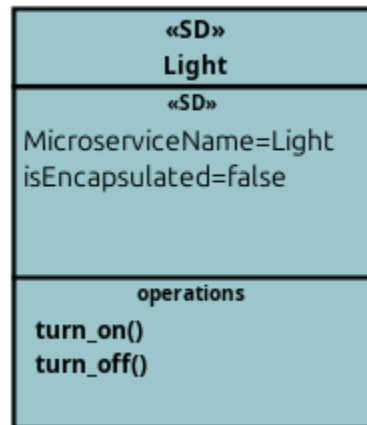 «SD»
Light
«SD»
MicroserviceName=Light
isEncapsulated=false
operations
turn_on()
turn_off()